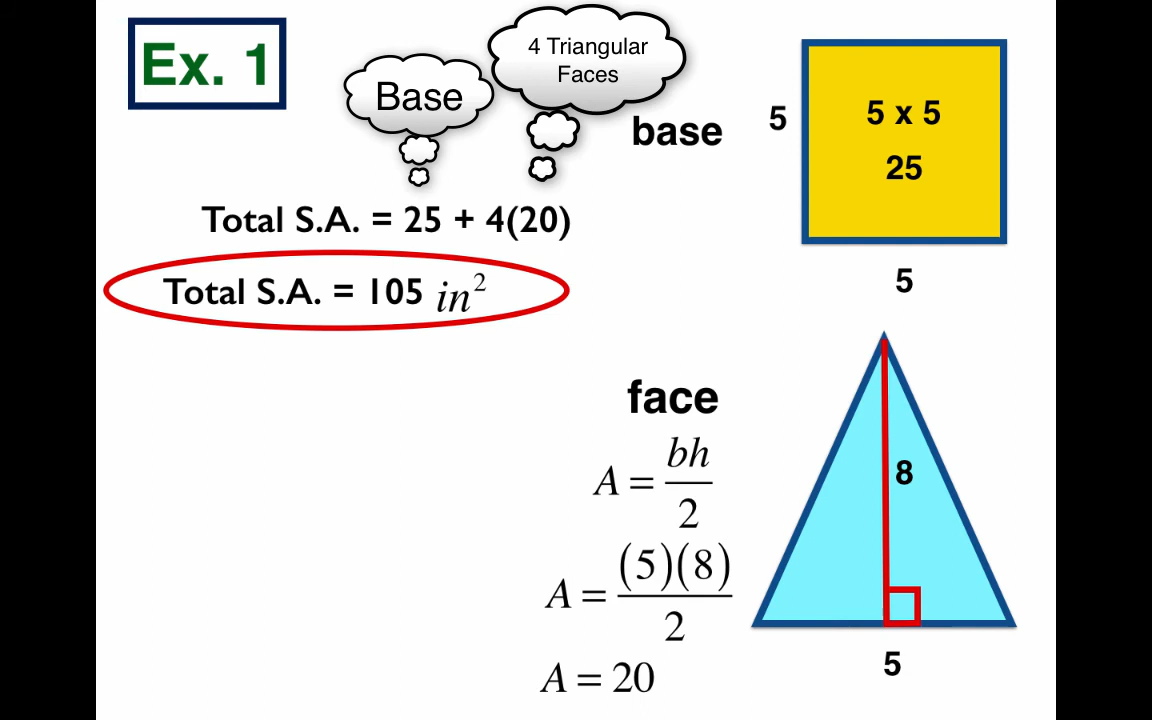 Ex. 1
Base
4 Triangular
Faces
Total S.A. = 25 + 4(20)
Total S.A. = 105 in²
base
5
5 x 5
25
5
face
A = bh/2
A = (5)(8)/2
A = 20
8
5